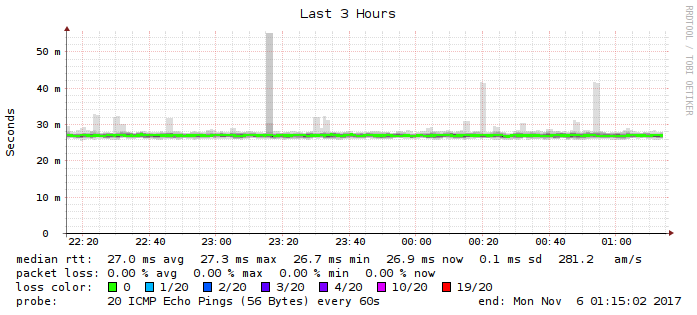 Last 3 Hours
RRDTOOL / TOBI OETIKER
Seconds
50 m
40 m
30 m
20 m
10 m
0
22:20 22:40 23:00 23:20 23:40 00:00 00:20 00:40 01:00
median rtt: 27.0 ms avg 27.3 ms max 26.7 ms min 26.9 ms now 0.1 ms sd 281.2 am/s
packet loss: 0.00 % avg 0.00 % max 0.00 % min 0.00 % now
loss color: 0 1/20 2/20 3/20 4/20 10/20 19/20
probe: 20 ICMP Echo Pings (56 Bytes) every 60s end: Mon Nov 6 01:15:02 2017